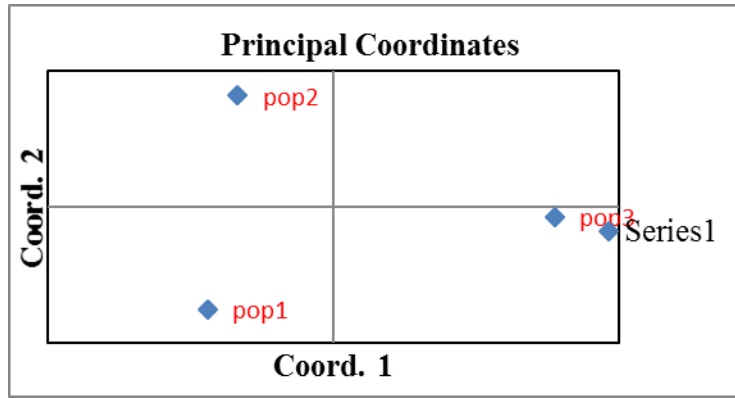 Principal Coordinates
pop2
Coord. 2
pop3
Series1
pop1
Coord. 1